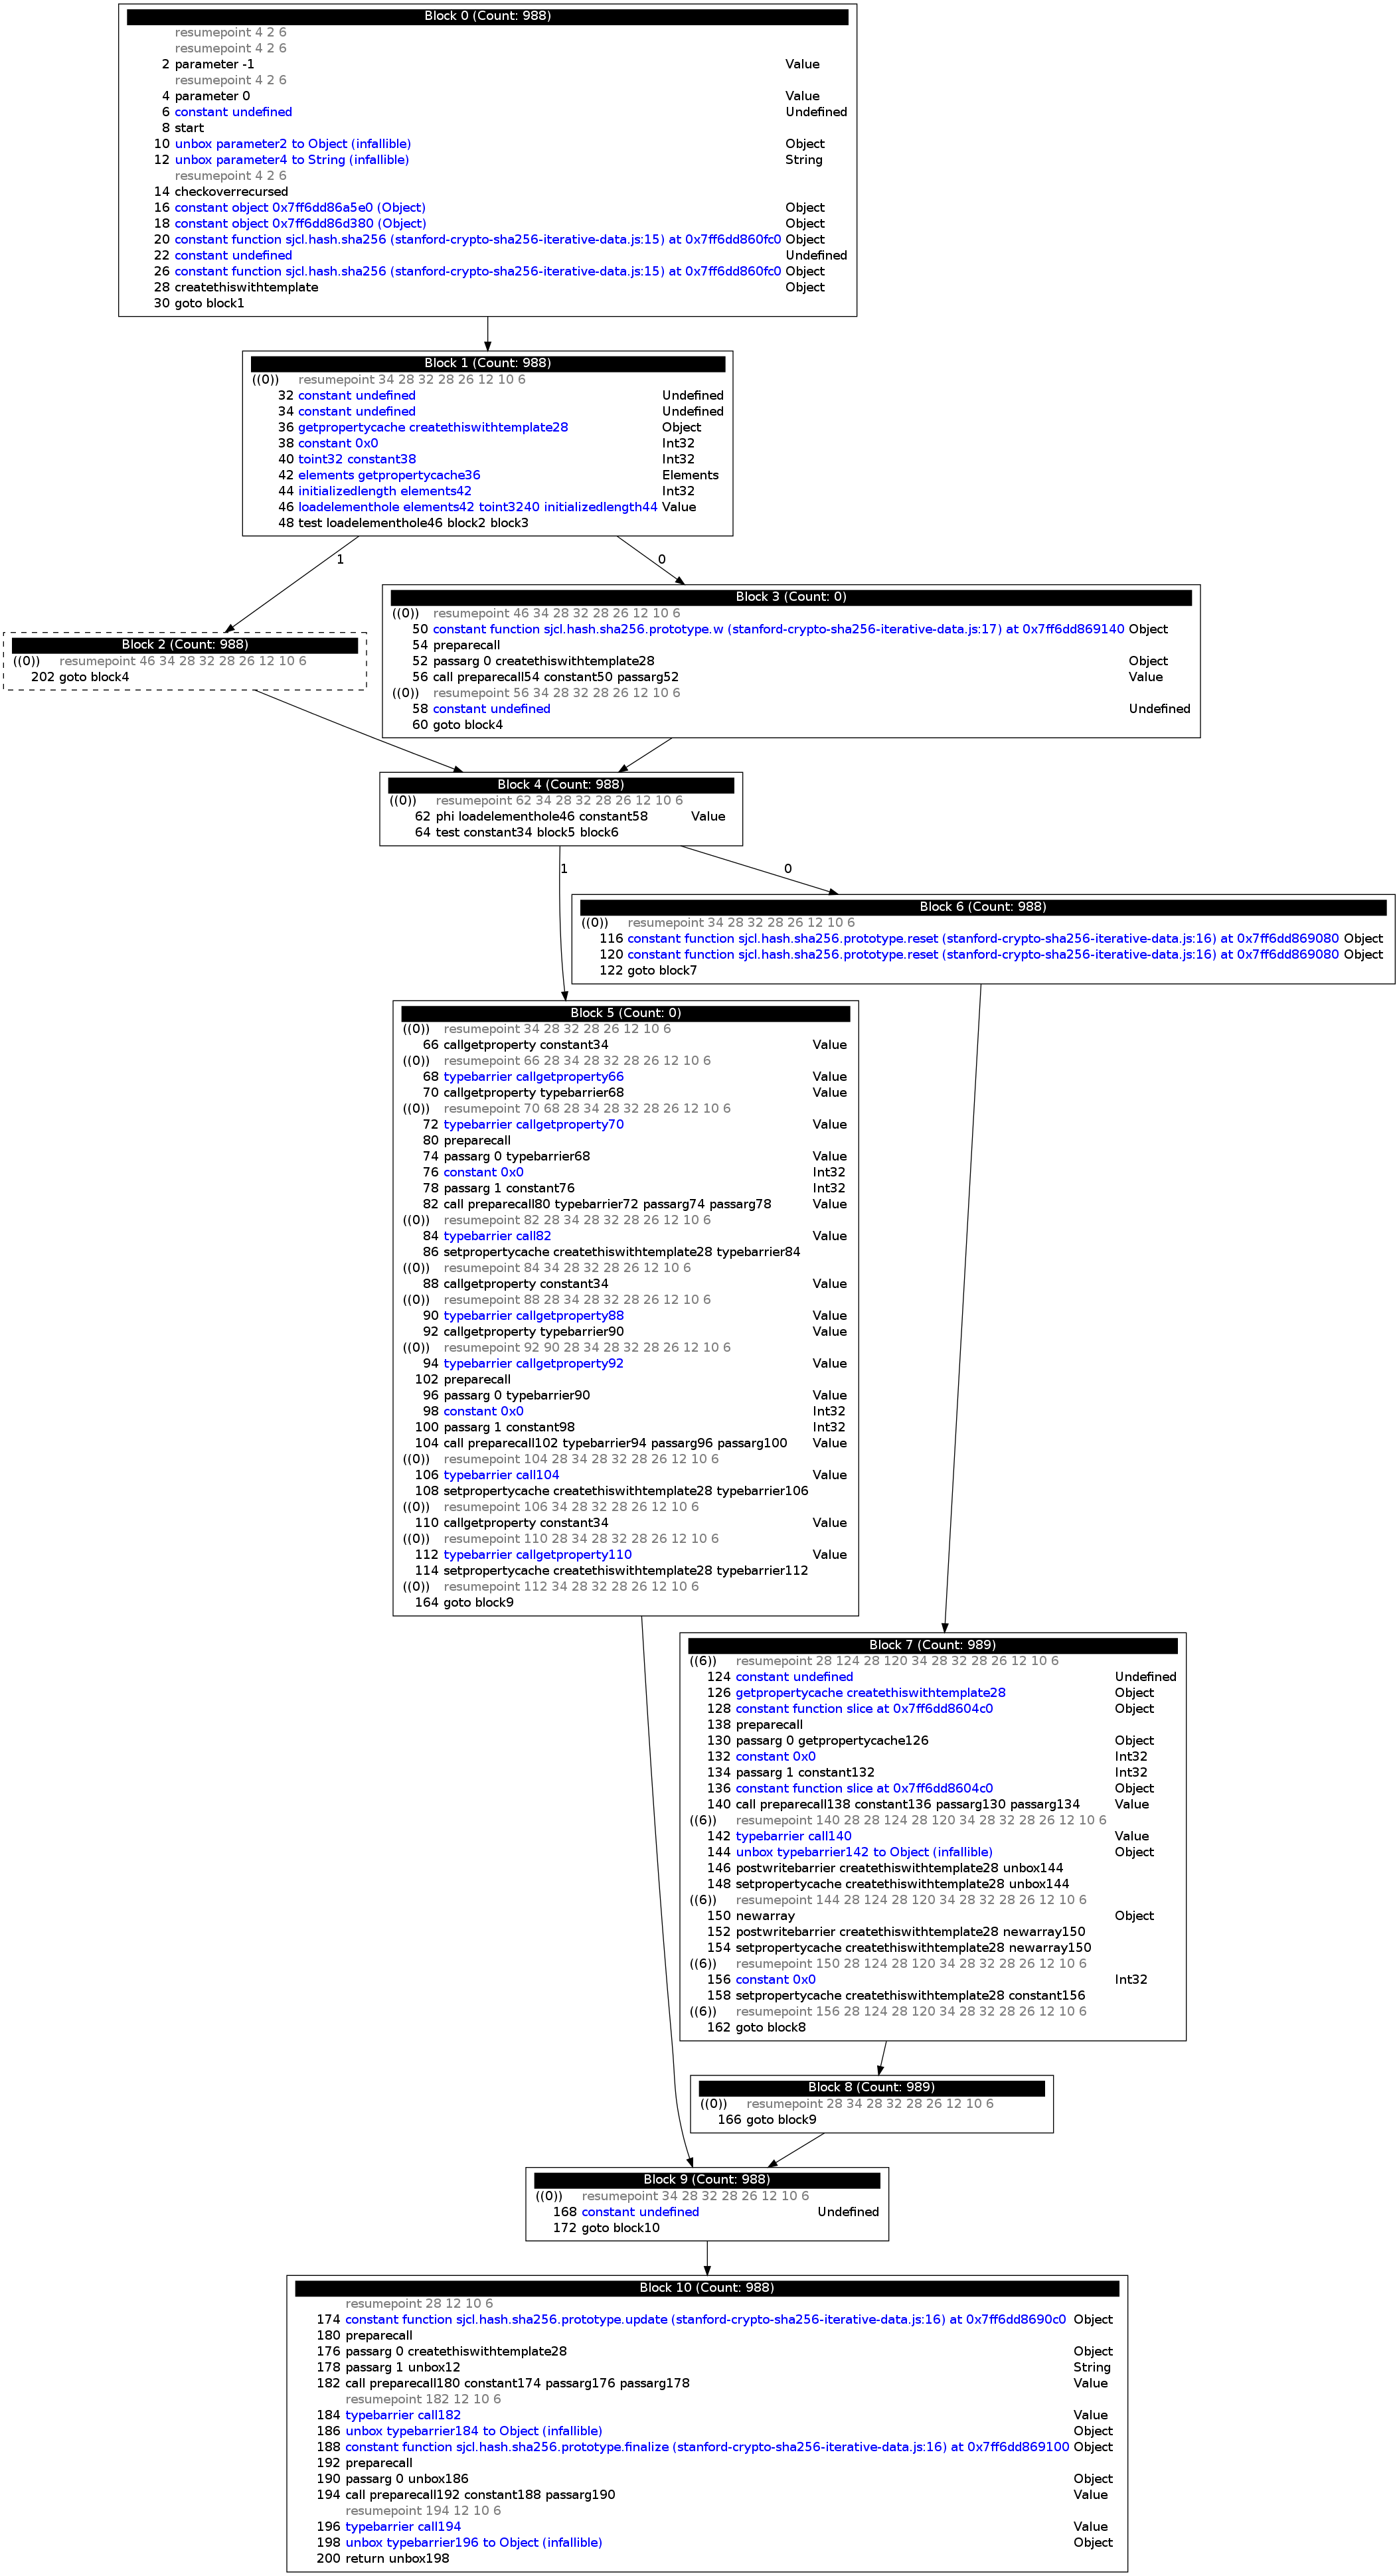 Block 0 (Count: 988)
resumepoint 4 2 6
resumepoint 4 2 6
2 parameter -1 Value
resumepoint 4 2 6
4 parameter 0 Value
6 constant undefined Undefined
8 start
10 unbox parameter2 to Object (infallible) Object
12 unbox parameter4 to String (infallible) String
resumepoint 4 2 6
14 checkoverrecursed
16 constant object 0x7ff6dd86a5e0 (Object) Object
18 constant object 0x7ff6dd86d380 (Object) Object
20 constant function sjcl.hash.sha256 (stanford-crypto-sha256-iterative-data.js:15) at 0x7ff6dd860fc0 Object
22 constant undefined Undefined
26 constant function sjcl.hash.sha256 (stanford-crypto-sha256-iterative-data.js:15) at 0x7ff6dd860fc0 Object
28 createthiswithtemplate Object
30 goto block1
Block 1 (Count: 988)
((0)) resumepoint 34 28 32 28 26 12 10 6
32 constant undefined Undefined
34 constant undefined Undefined
36 getpropertycache createthiswithtemplate28 Object
38 constant 0x0 Int32
40 toint32 constant38 Int32
42 elements getpropertycache36 Elements
44 initializedlength elements42 Int32
46 loadelementhole elements42 toint3240 initializedlength44 Value
48 test loadelementhole46 block2 block3
1
0
Block 2 (Count: 988)
((0)) resumepoint 46 34 28 32 28 26 12 10 6
202 goto block4
Block 3 (Count: 0)
((0)) resumepoint 46 34 28 32 28 26 12 10 6
50 constant function sjcl.hash.sha256.prototype.w (stanford-crypto-sha256-iterative-data.js:17) at 0x7ff6dd869140 Object
54 preparecall
52 passarg 0 createthiswithtemplate28 Object
56 call preparecall54 constant50 passarg52 Value
((0)) resumepoint 56 34 28 32 28 26 12 10 6
58 constant undefined Undefined
60 goto block4
Block 4 (Count: 988)
((0)) resumepoint 62 34 28 32 28 26 12 10 6
62 phi loadelementhole46 constant58 Value
64 test constant34 block5 block6
1
0
Block 6 (Count: 988)
((0)) resumepoint 34 28 32 28 26 12 10 6
116 constant function sjcl.hash.sha256.prototype.reset (stanford-crypto-sha256-iterative-data.js:16) at 0x7ff6dd869080 Object
120 constant function sjcl.hash.sha256.prototype.reset (stanford-crypto-sha256-iterative-data.js:16) at 0x7ff6dd869080 Object
122 goto block7
Block 5 (Count: 0)
((0)) resumepoint 34 28 32 28 26 12 10 6
66 callgetproperty constant34 Value
((0)) resumepoint 66 28 34 28 32 28 26 12 10 6
68 typebarrier callgetproperty66 Value
70 callgetproperty typebarrier68 Value
((0)) resumepoint 70 68 28 34 28 32 28 26 12 10 6
72 typebarrier callgetproperty70 Value
80 preparecall
74 passarg 0 typebarrier68 Value
76 constant 0x0 Int32
78 passarg 1 constant76 Int32
82 call preparecall80 typebarrier72 passarg74 passarg78 Value
((0)) resumepoint 82 28 34 28 32 28 26 12 10 6
84 typebarrier call82 Value
86 setpropertycache createthiswithtemplate28 typebarrier84
((0)) resumepoint 84 34 28 32 28 26 12 10 6
88 callgetproperty constant34 Value
((0)) resumepoint 88 28 34 28 32 28 26 12 10 6
90 typebarrier callgetproperty88 Value
92 callgetproperty typebarrier90 Value
((0)) resumepoint 92 90 28 34 28 32 28 26 12 10 6
94 typebarrier callgetproperty92 Value
102 preparecall
96 passarg 0 typebarrier90 Value
98 constant 0x0 Int32
100 passarg 1 constant98 Int32
104 call preparecall102 typebarrier94 passarg96 passarg100 Value
((0)) resumepoint 104 28 34 28 32 28 26 12 10 6
106 typebarrier call104 Value
108 setpropertycache createthiswithtemplate28 typebarrier106
((0)) resumepoint 106 34 28 32 28 26 12 10 6
110 callgetproperty constant34 Value
((0)) resumepoint 110 28 34 28 32 28 26 12 10 6
112 typebarrier callgetproperty110 Value
114 setpropertycache createthiswithtemplate28 typebarrier112
((0)) resumepoint 112 34 28 32 28 26 12 10 6
164 goto block9
Block 7 (Count: 989)
((6)) resumepoint 28 124 28 120 34 28 32 28 26 12 10 6
124 constant undefined Undefined
126 getpropertycache createthiswithtemplate28 Object
128 constant function slice at 0x7ff6dd8604c0 Object
138 preparecall
130 passarg 0 getpropertycache126 Object
132 constant 0x0 Int32
134 passarg 1 constant132 Int32
136 constant function slice at 0x7ff6dd8604c0 Object
140 call preparecall138 constant136 passarg130 passarg134 Value
((6)) resumepoint 140 28 28 124 28 120 34 28 32 28 26 12 10 6
142 typebarrier call140 Value
144 unbox typebarrier142 to Object (infallible) Object
146 postwritebarrier createthiswithtemplate28 unbox144
148 setpropertycache createthiswithtemplate28 unbox144
((6)) resumepoint 144 28 124 28 120 34 28 32 28 26 12 10 6
150 newarray Object
152 postwritebarrier createthiswithtemplate28 newarray150
154 setpropertycache createthiswithtemplate28 newarray150
((6)) resumepoint 150 28 124 28 120 34 28 32 28 26 12 10 6
156 constant 0x0 Int32
158 setpropertycache createthiswithtemplate28 constant156
((6)) resumepoint 156 28 124 28 120 34 28 32 28 26 12 10 6
162 goto block8
Block 8 (Count: 989)
((0)) resumepoint 28 34 28 32 28 26 12 10 6
166 goto block9
Block 9 (Count: 988)
((0)) resumepoint 34 28 32 28 26 12 10 6
168 constant undefined Undefined
172 goto block10
Block 10 (Count: 988)
resumepoint 28 12 10 6
174 constant function sjcl.hash.sha256.prototype.update (stanford-crypto-sha256-iterative-data.js:16) at 0x7ff6dd8690c0 Object
180 preparecall
176 passarg 0 createthiswithtemplate28 Object
178 passarg 1 unbox12 String
182 call preparecall180 constant174 passarg176 passarg178 Value
resumepoint 182 12 10 6
184 typebarrier call182 Value
186 unbox typebarrier184 to Object (infallible) Object
188 constant function sjcl.hash.sha256.prototype.finalize (stanford-crypto-sha256-iterative-data.js:16) at 0x7ff6dd869100 Object
192 preparecall
190 passarg 0 unbox186 Object
194 call preparecall192 constant188 passarg190 Value
resumepoint 194 12 10 6
196 typebarrier call194 Value
198 unbox typebarrier196 to Object (infallible) Object
200 return unbox198